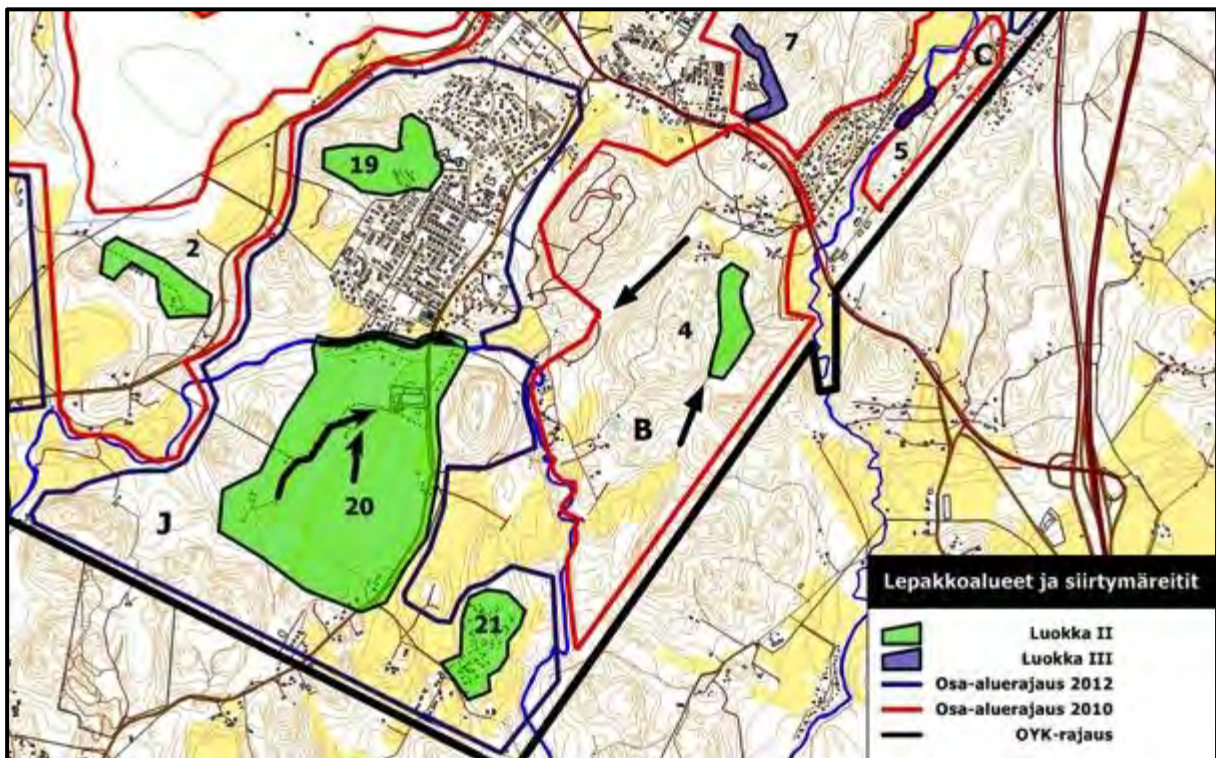 7
C
19
5
2
4
B
20
J
21
Lepakkoalueet ja siirtymäreitit
Luokka II
Luokka III
Osa-aluerajaus 2012
Osa-aluerajaus 2010
OYK-rajaus